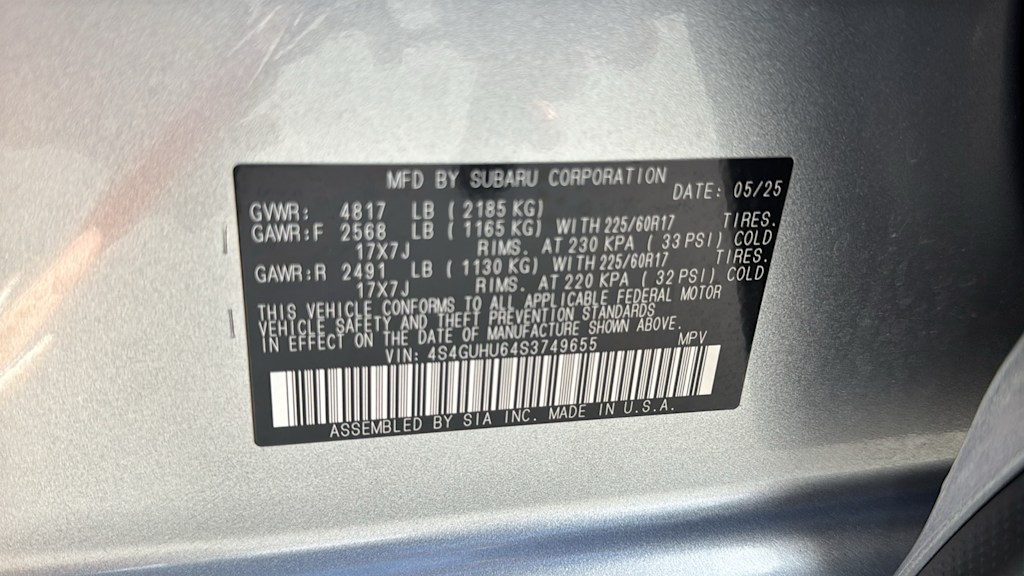 MFD BY SUBARU CORPORATION
DATE: 05/25
GVWR: 4817 LB ( 2185 KG)
GAWR:F 2568 LB ( 1165 KG) WITH 225/60R17 TIRES.
17X7J RIMS. AT 230 KPA ( 33 PSI) COLD
GAWR:R 2491 LB ( 1130 KG) WITH 225/60R17 TIRES.
17X7J RIMS. AT 220 KPA ( 32 PSI) COLD
THIS VEHICLE CONFORMS TO ALL APPLICABLE FEDERAL MOTOR
VEHICLE SAFETY AND THEFT PREVENTION STANDARDS
IN EFFECT ON THE DATE OF MANUFACTURE SHOWN ABOVE.
VIN: 4S4GUHU64S3749655 MPV
ASSEMBLED BY SIA INC. MADE IN U.S.A.